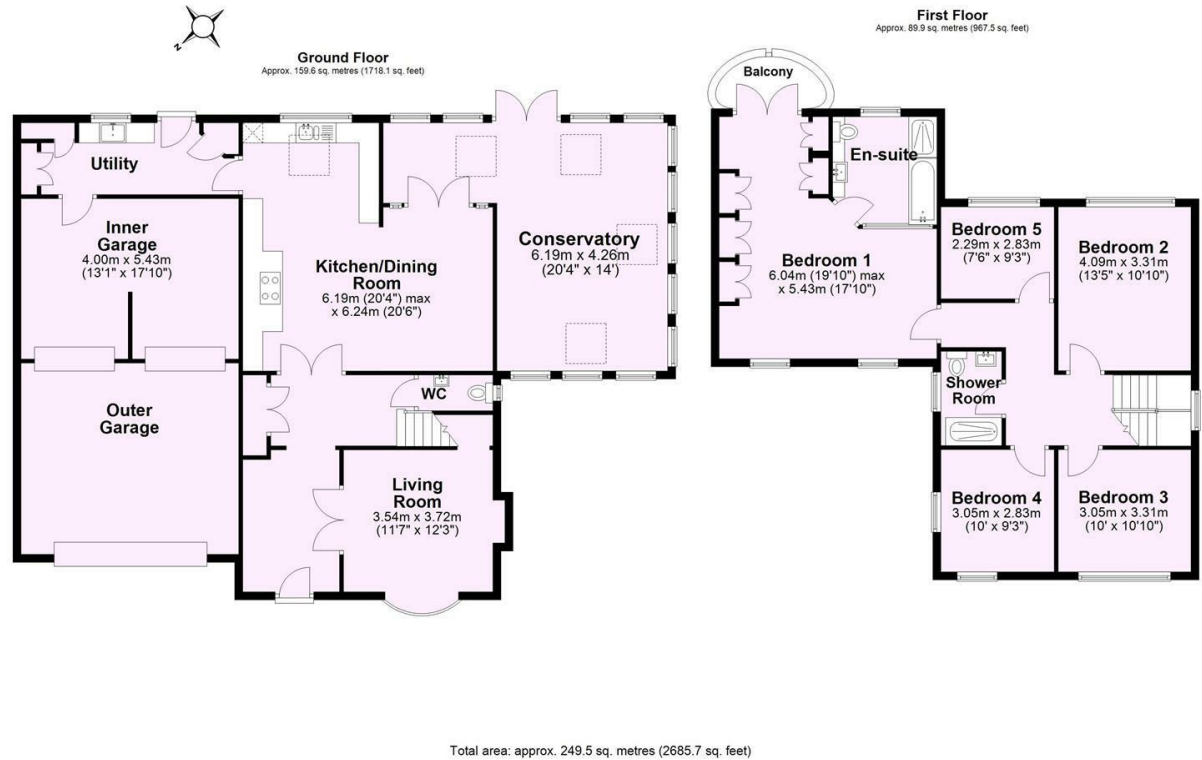 N
Ground Floor
Approx. 159.6 sq. metres (1718.1 sq. feet)
Utility
Inner
Garage
4.00m x 5.43m
(13'1" x 17'10")
Kitchen/Dining
Room
6.19m (20'4") max
x 6.24m (20'6")
Conservatory
6.19m x 4.26m
(20'4" x 14')
Outer
Garage
WC
Living
Room
3.54m x 3.72m
(11'7" x 12'3")
First Floor
Approx. 89.9 sq. metres (967.5 sq. feet)
Balcony
En-suite
Bedroom 1
6.04m (19'10") max
x 5.43m (17'10")
Bedroom 5
2.29m x 2.83m
(7'6" x 9'3")
Bedroom 2
4.09m x 3.31m
(13'5" x 10'10")
Shower
Room
Bedroom 4
3.05m x 2.83m
(10' x 9'3")
Bedroom 3
3.05m x 3.31m
(10' x 10'10")
Total area: approx. 249.5 sq. metres (2685.7 sq. feet)